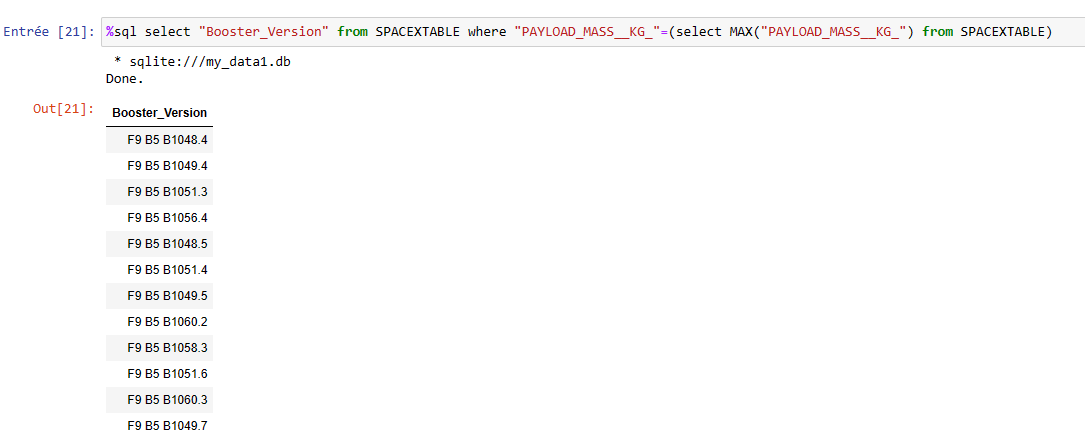 Entrée [21]: %sql select "Booster_Version" from SPACEXTABLE where "PAYLOAD_MASS__KG_"=(select MAX("PAYLOAD_MASS__KG_") from SPACEXTABLE)
* sqlite:///my_data1.db
Done.
Out[21]: Booster_Version
F9 B5 B1048.4
F9 B5 B1049.4
F9 B5 B1051.3
F9 B5 B1056.4
F9 B5 B1048.5
F9 B5 B1051.4
F9 B5 B1049.5
F9 B5 B1060.2
F9 B5 B1058.3
F9 B5 B1051.6
F9 B5 B1060.3
F9 B5 B1049.7